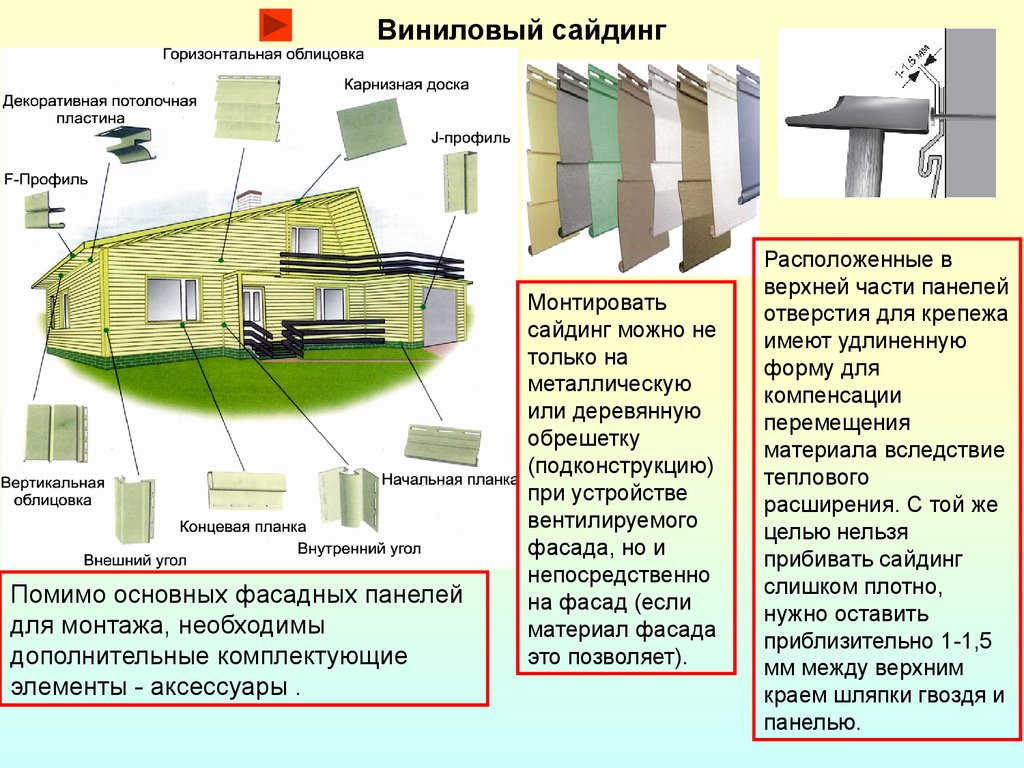 Виниловый сайдинг
Горизонтальная облицовка
Карнизная доска
Декоративная потолочная
пластина
J-профиль
F-Профиль
1-1,5 мм
Вертикальная
облицовка
Начальная планка
Концевая планка
Внутренний угол
Внешний угол
Помимо основных фасадных панелей
для монтажа, необходимы
дополнительные комплектующие
элементы - аксессуары .
Монтировать
сайдинг можно не
только на
металлическую
или деревянную
обрешетку
(подконструкцию)
при устройстве
вентилируемого
фасада, но и
непосредственно
на фасад (если
материал фасада
это позволяет).
Расположенные в
верхней части панелей
отверстия для крепежа
имеют удлиненную
форму для
компенсации
перемещения
материала вследствие
теплового
расширения. С той же
целью нельзя
прибивать сайдинг
слишком плотно,
нужно оставить
приблизительно 1-1,5
мм между верхним
краем шляпки гвоздя и
панелью.